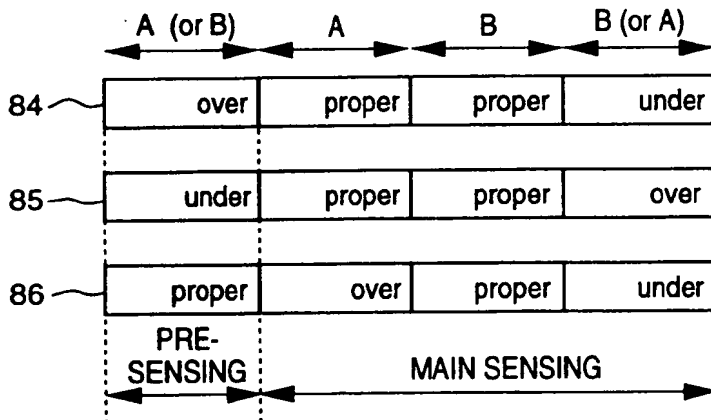 A (or B) A B B (or A)
84 over proper proper under
85 under proper proper over
86 proper over proper under
PRE-
SENSING MAIN SENSING